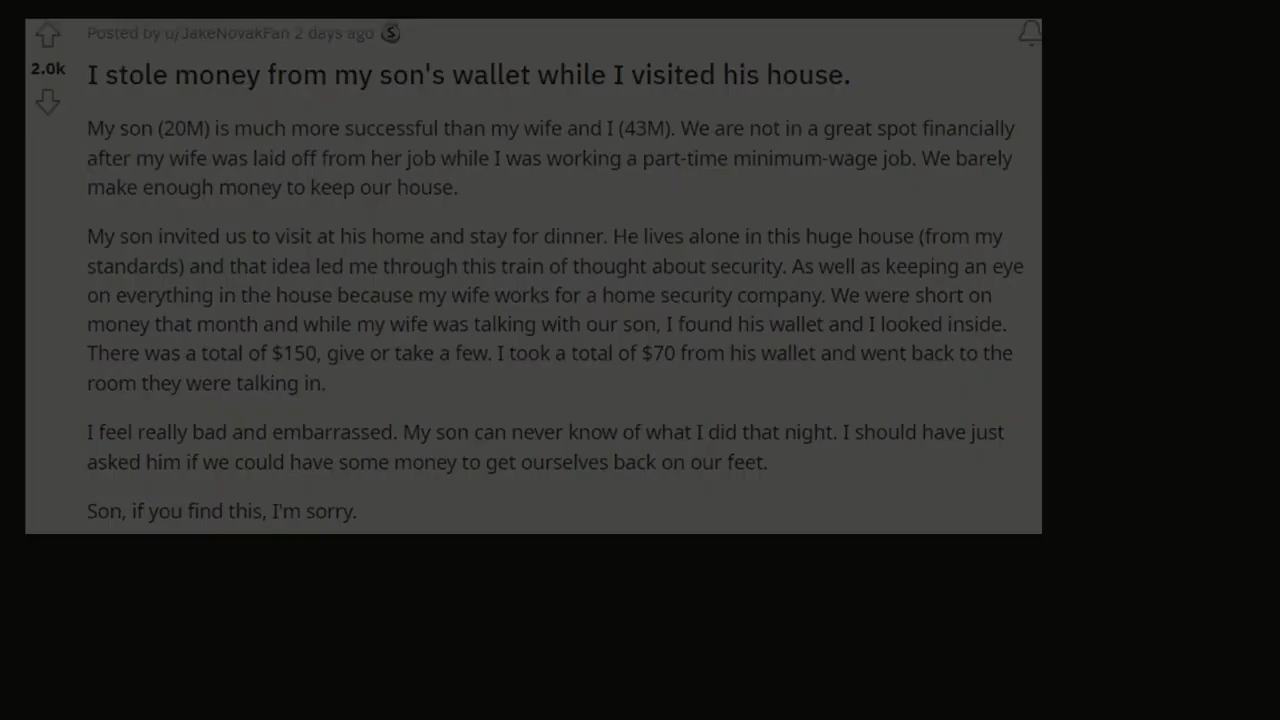 Posted by u/JakeNovakFan 2 days ago S
2.0k
I stole money from my son's wallet while I visited his house.
My son (20M) is much more successful than my wife and I (43M). We are not in a great spot financially
after my wife was laid off from her job while I was working a part-time minimum-wage job. We barely
make enough money to keep our house.
My son invited us to visit at his home and stay for dinner. He lives alone in this huge house (from my
standards) and that idea led me through this train of thought about security. As well as keeping an eye
on everything in the house because my wife works for a home security company. We were short on
money that month and while my wife was talking with our son, I found his wallet and I looked inside.
There was a total of $150, give or take a few. I took a total of $70 from his wallet and went back to the
room they were talking in.
I feel really bad and embarrassed. My son can never know of what I did that night. I should have just
asked him if we could have some money to get ourselves back on our feet.
Son, if you find this, I'm sorry.